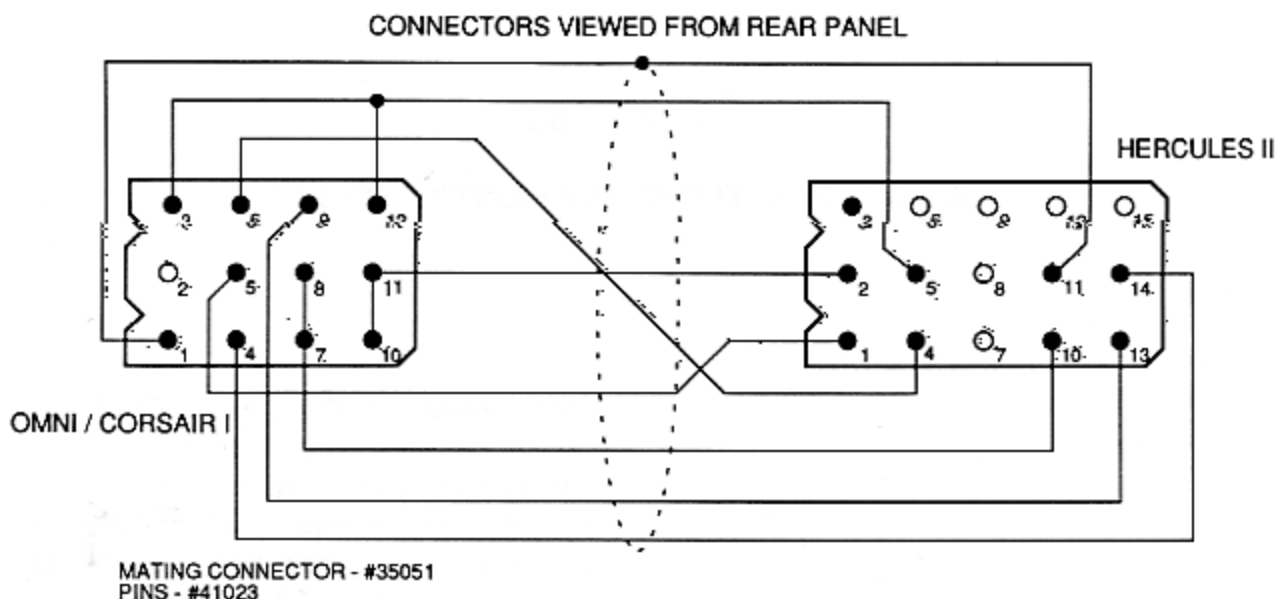 CONNECTORS VIEWED FROM REAR PANEL
HERCULES II
3 6 9 12
2 5 8 11
1 4 7 10
3 6 9 12 15
2 5 8 11 14
1 4 7 10 13
OMNI / CORSAIR I
MATING CONNECTOR - #35051
PINS - #41023